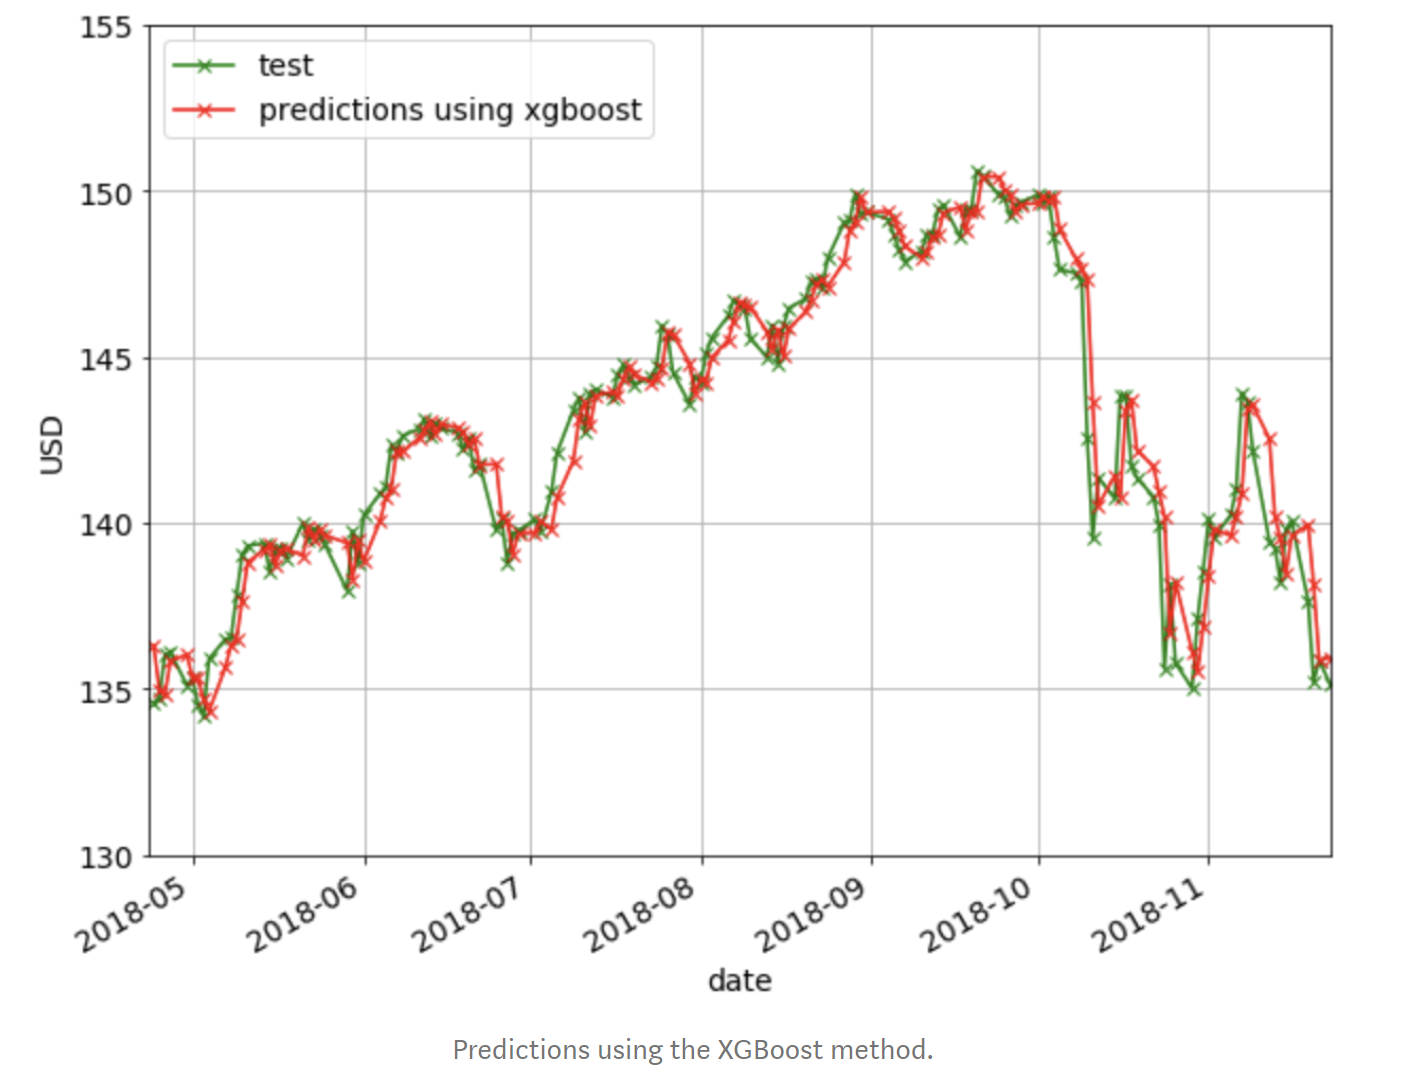 155
test
predictions using xgboost
150
145
USD
140
135
130
2018-05
2018-06
2018-07
2018-08
2018-09
2018-10
2018-11
date
Predictions using the XGBoost method.